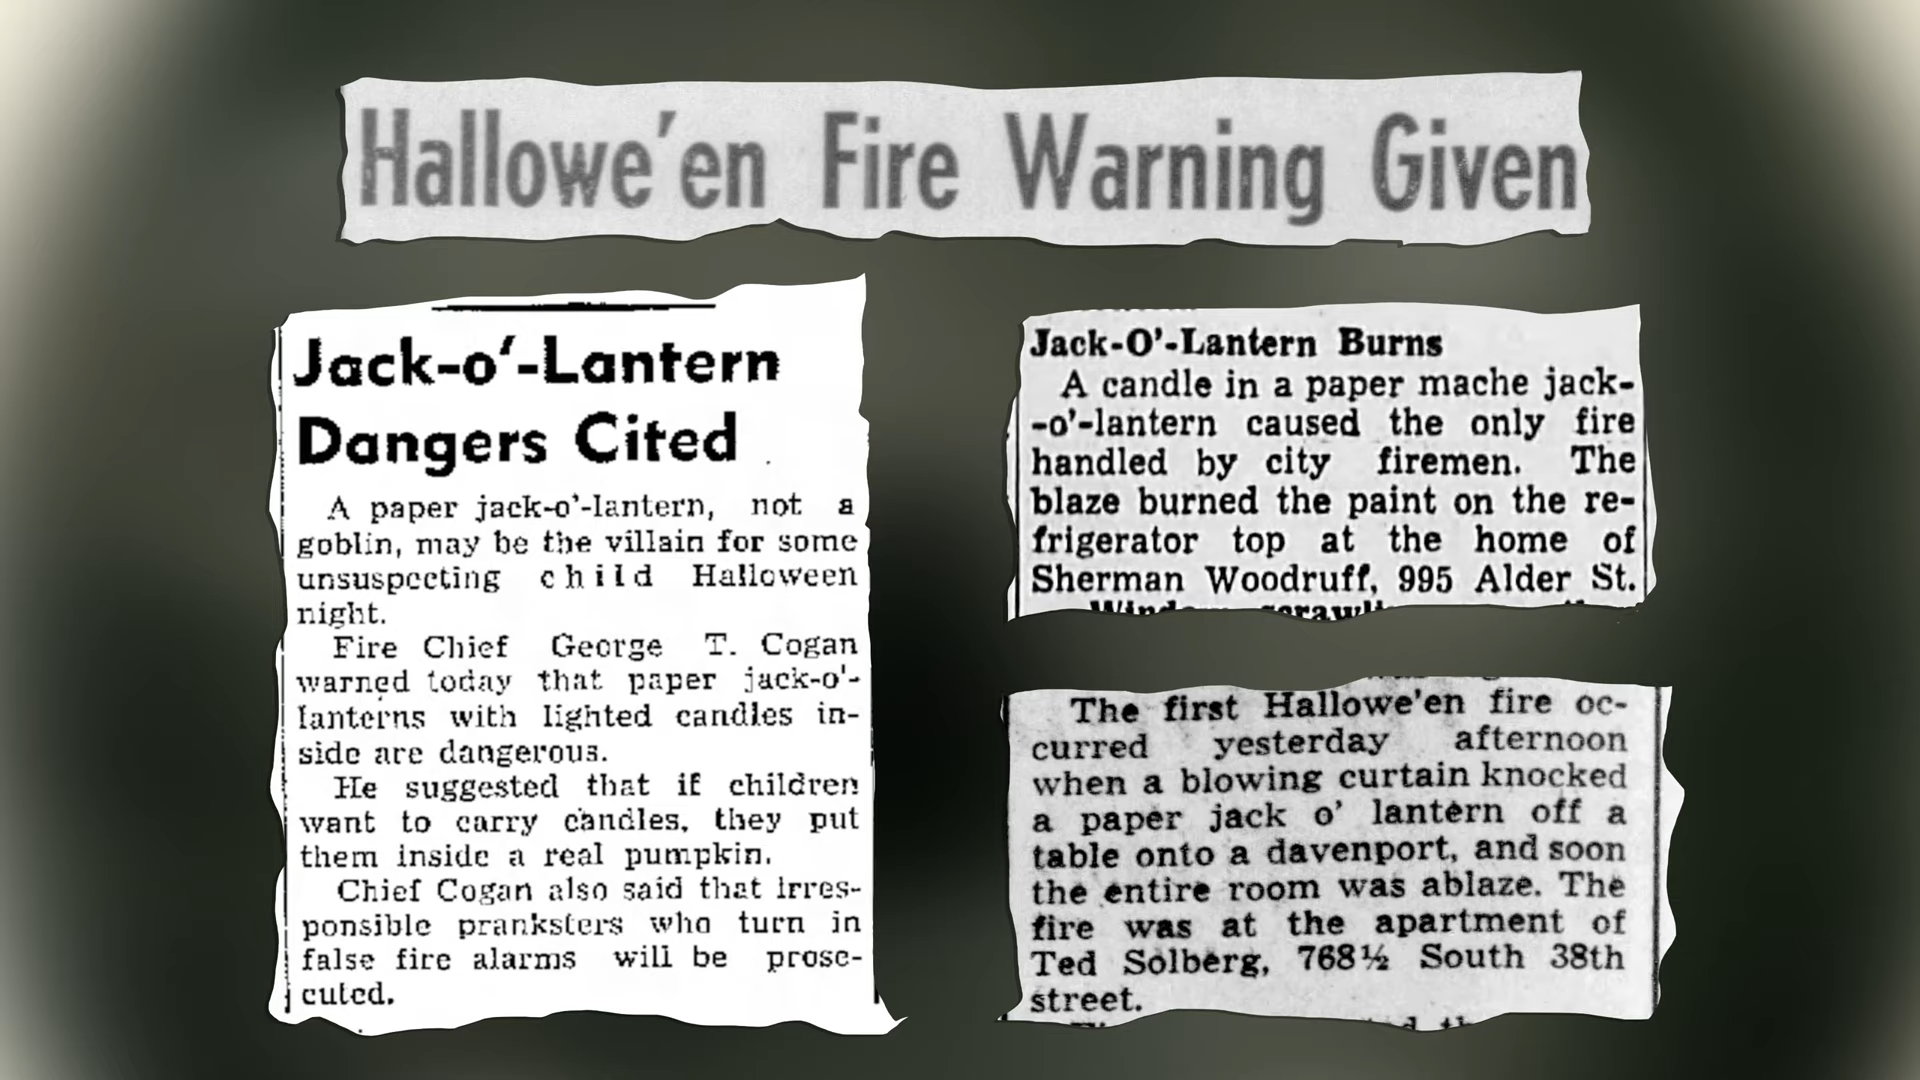 Hallowe'en Fire Warning Given
Jack-o'-Lantern
Dangers Cited
A paper jack-o'-lantern, not a
goblin, may be the villain for some
unsuspecting child Halloween
night.
Fire Chief George T. Cogan
warned today that paper jack-o'-
lanterns with lighted candles in-
side are dangerous.
He suggested that if children
want to carry candles, they put
them inside a real pumpkin.
Chief Cogan also said that irres-
ponsible pranksters who turn in
false fire alarms will be prose-
cuted.
Jack-O'-Lantern Burns
A candle in a paper mache jack-
-o'-lantern caused the only fire
handled by city firemen. The
blaze burned the paint on the re-
frigerator top at the home of
Sherman Woodruff, 995 Alder St.
The first Hallowe'en fire oc-
curred yesterday afternoon
when a blowing curtain knocked
a paper jack o' lantern off a
table onto a davenport, and soon
the entire room was ablaze. The
fire was at the apartment of
Ted Solberg, 768½ South 38th
street.